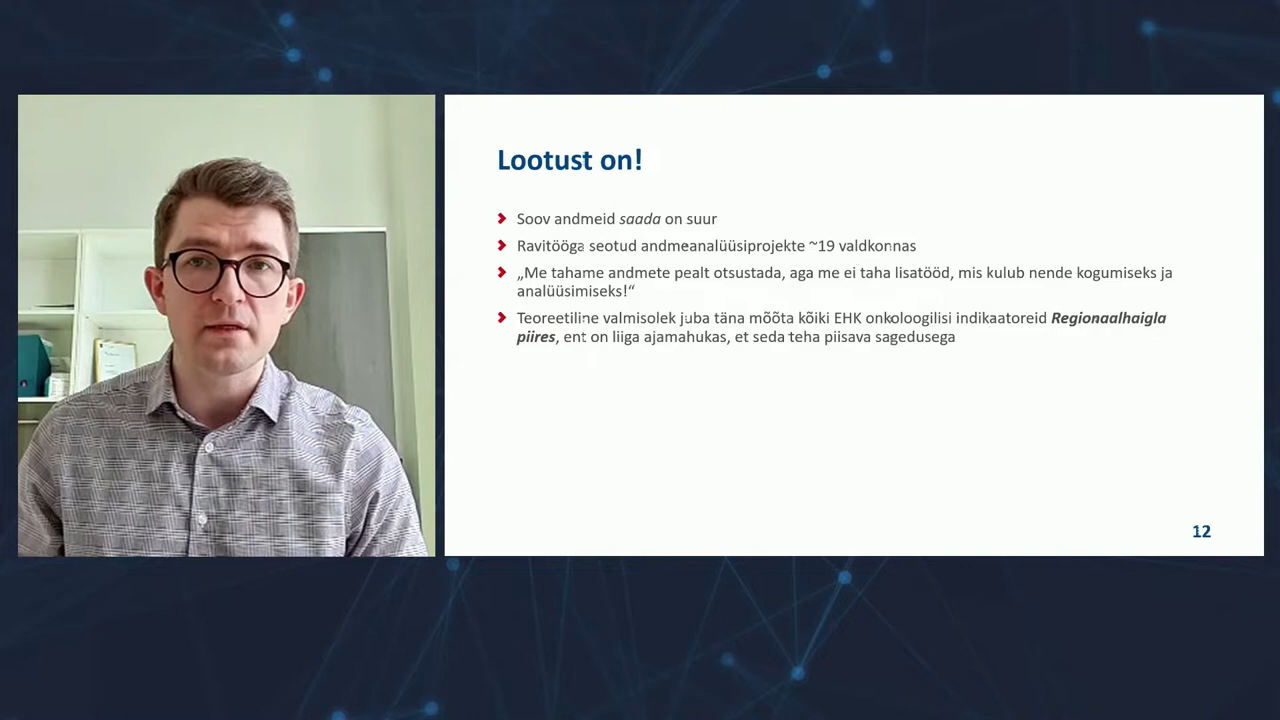 Lootust on!
Soov andmeid saada on suur
Ravitööga seotud andmeanalüüsiprojekte ~19 valdkonnas
„Me tahame andmete pealt otsustada, aga me ei taha lisatööd, mis kulub nende kogumiseks ja
analüüsimiseks!“
Teoreetiline valmisolek juba täna mõõta kõiki EHK onkoloogilisi indikaatoreid Regionaalhaigla
piires, ent on liiga ajamahukas, et seda teha piisava sagedusega
12